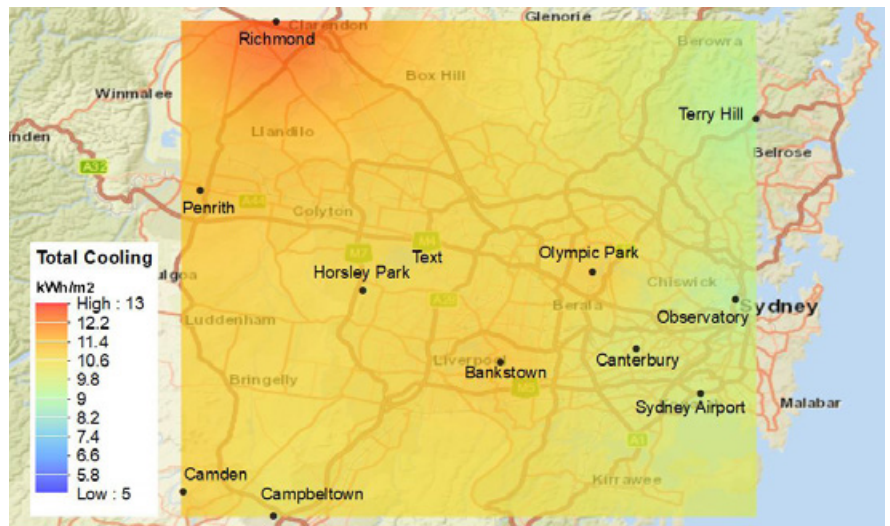 Glenorie
Clarendon
Richmond
Berowra
Box Hill
Winmalee
Terry Hill
Llandilo
inden
Belrose
A32
Penrith
A44
Colyton
M4
Text
Olympic Park
M7
Horsley Park
Chiswick
ulgoa
A28
Berala
Sydney
Observatory
Luddenham
Liverpool
Canterbury
Bankstown
Bringelly
M5
Sydney Airport
Malabar
A1
Kirrawee
Camden
Campbeltown
Total Cooling
kWh/m2
High : 13
12.2
11.4
10.6
9.8
9
8.2
7.4
6.6
5.8
Low : 5